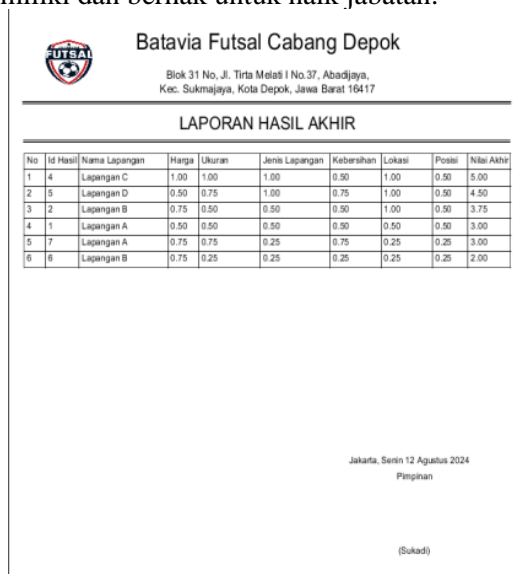 dan berhak untuk naik jabatan.
FUTSAL
Batavia Futsal Cabang Depok
Blok 31 No, Jl. Tirta Melati I No.37, Abadijaya,
Kec. Sukmajaya, Kota Depok, Jawa Barat 16417
LAPORAN HASIL AKHIR
No Id Hasil Nama Lapangan Harga Ukuran Jenis Lapangan Kebersihan Lokasi Posisi Nilai Akhir
1 4 Lapangan C 1.00 1.00 1.00 0.50 1.00 0.50 5.00
2 5 Lapangan D 0.50 0.75 1.00 0.75 1.00 0.50 4.50
3 2 Lapangan B 0.75 0.50 0.50 0.50 1.00 0.50 3.75
4 1 Lapangan A 0.50 0.50 0.50 0.50 0.50 0.50 3.00
5 7 Lapangan A 0.75 0.75 0.25 0.75 0.25 0.25 3.00
6 6 Lapangan B 0.75 0.25 0.25 0.25 0.25 0.25 2.00
Jakarta, Senin 12 Agustus 2024
Pimpinan
(Sukadi)